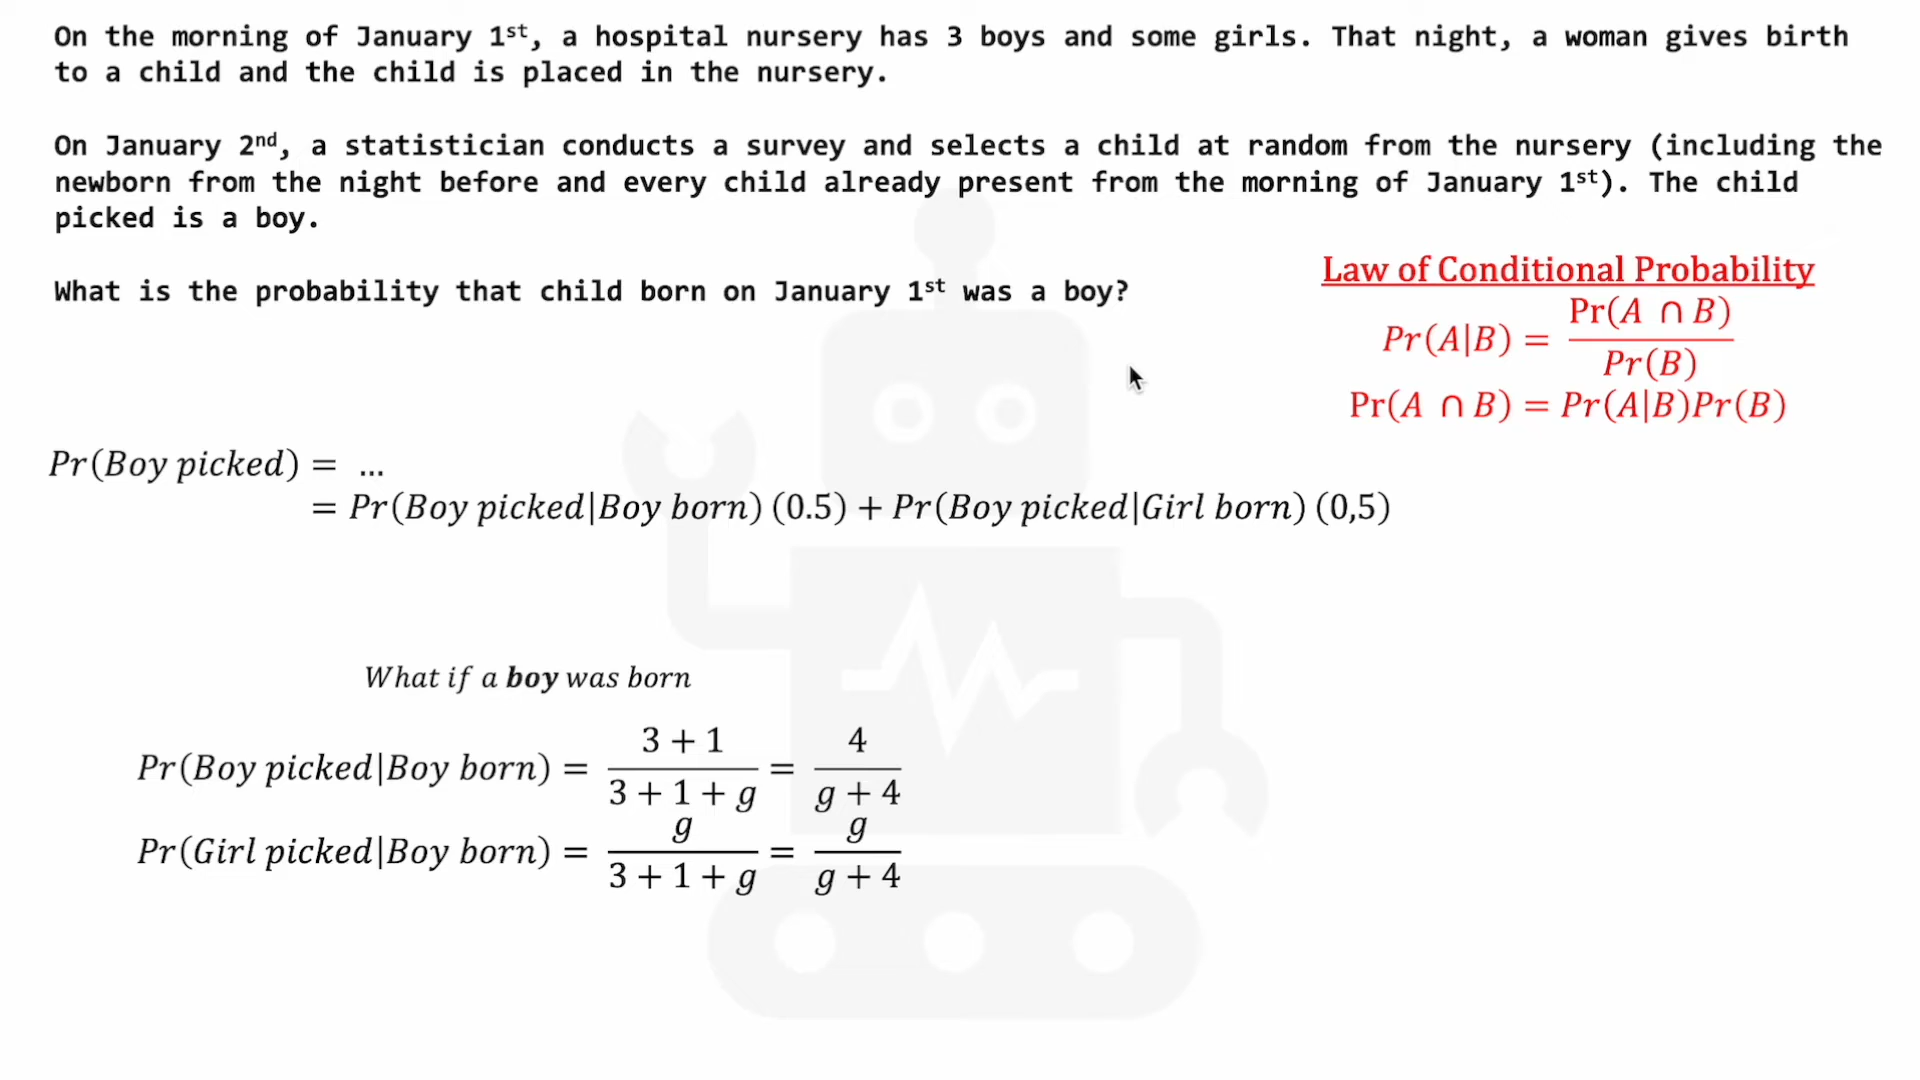 On the morning of January 1st, a hospital nursery has 3 boys and some girls. That night, a woman gives birth
to a child and the child is placed in the nursery.
On January 2nd, a statistician conducts a survey and selects a child at random from the nursery (including the
newborn from the night before and every child already present from the morning of January 1st). The child
picked is a boy.
What is the probability that child born on January 1st was a boy?
Law of Conditional Probability
Pr(A|B) = Pr(A ∩ B) / Pr(B)
Pr(A ∩ B) = Pr(A|B)Pr(B)
Pr(Boy picked) = ...
= Pr(Boy picked|Boy born) (0.5) + Pr(Boy picked|Girl born) (0,5)
What if a boy was born
Pr(Boy picked|Boy born) = 3 + 1 / 3 + 1 + g = 4 / g + 4
Pr(Girl picked|Boy born) = g / 3 + 1 + g = g / g + 4